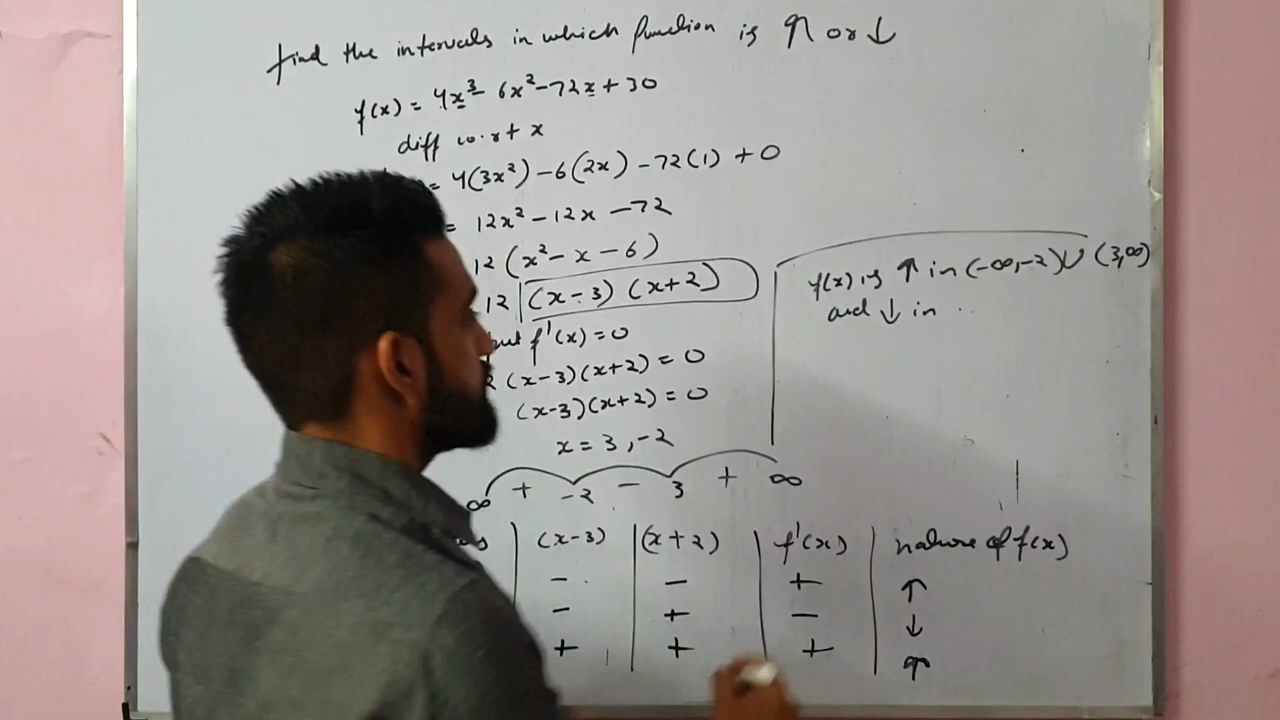 find the intervals in which function is ↑ or ↓
f(x) = 4x³ - 6x² - 72x + 30
diff w.r.t x
= 4(3x²) - 6(2x) - 72(1) + 0
= 12x² - 12x - 72
12 (x² - x - 6)
12 (x - 3) (x + 2)
put f'(x) = 0
(x - 3) (x + 2) = 0
(x - 3) (x + 2) = 0
x = 3, -2
∞ + -2 - 3 + ∞
(x - 3) | (x + 2) | f'(x) | nature of f(x)
- | - | + | ↑
- | + | - | ↓
+ | + | + | ↑
f(x) is ↑ in (-∞, -2) ∪ (3, ∞)
and ↓ in ..